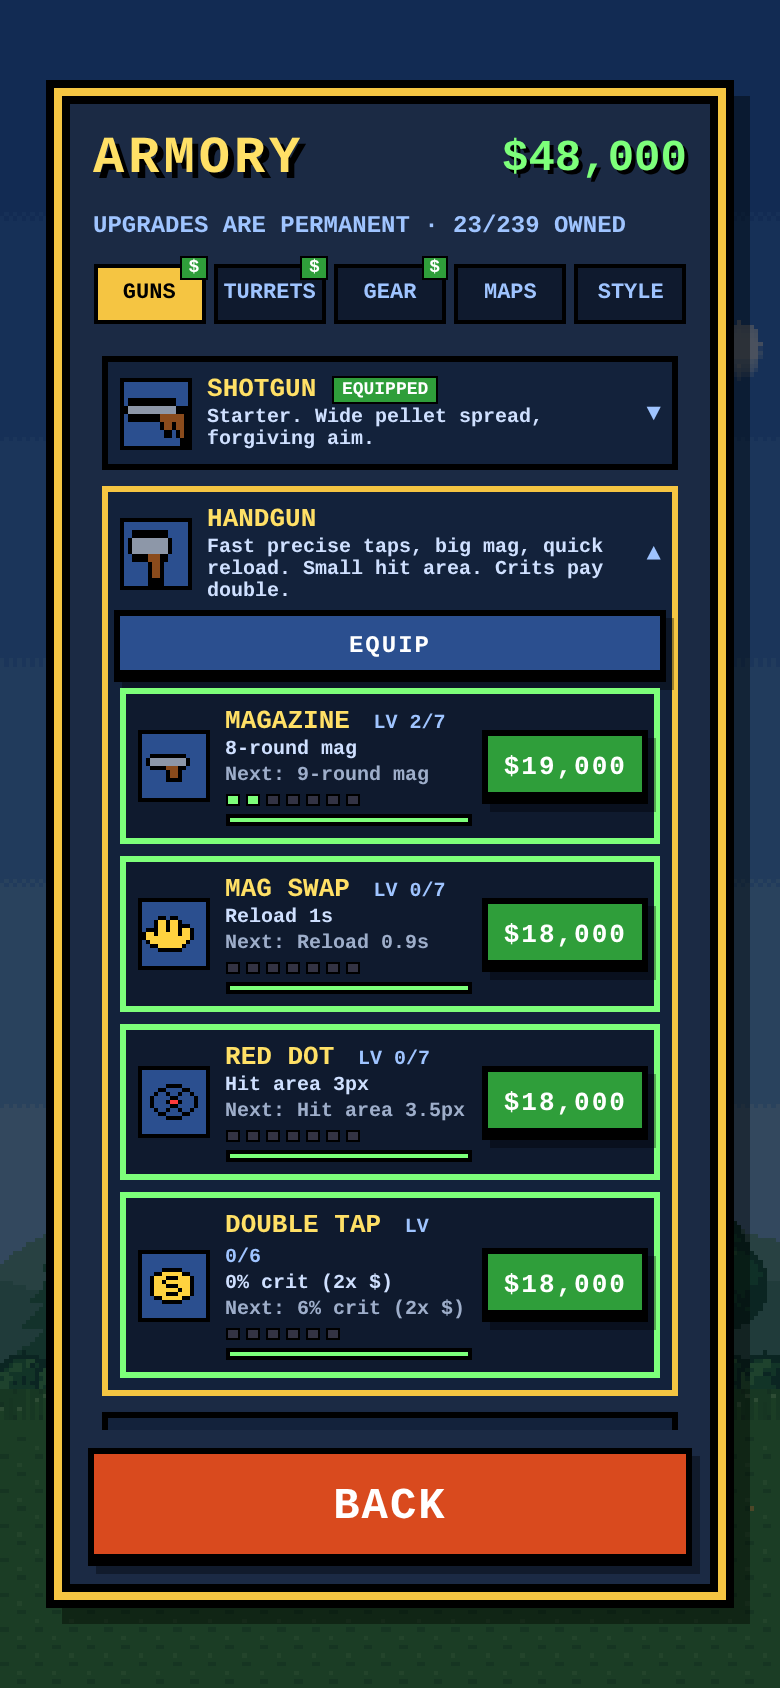 ARMORY $48,000
UPGRADES ARE PERMANENT · 23/239 OWNED
$ $ $
GUNS TURRETS GEAR MAPS STYLE
SHOTGUN EQUIPPED
Starter. Wide pellet spread,
forgiving aim.
▼
HANDGUN
Fast precise taps, big mag, quick
reload. Small hit area. Crits pay
double.
▲
EQUIP
MAGAZINE LV 2/7
8-round mag
Next: 9-round mag
$19,000
MAG SWAP LV 0/7
Reload 1s
Next: Reload 0.9s
$18,000
RED DOT LV 0/7
Hit area 3px
Next: Hit area 3.5px
$18,000
DOUBLE TAP LV
0/6
0% crit (2x $)
Next: 6% crit (2x $)
$18,000
BACK